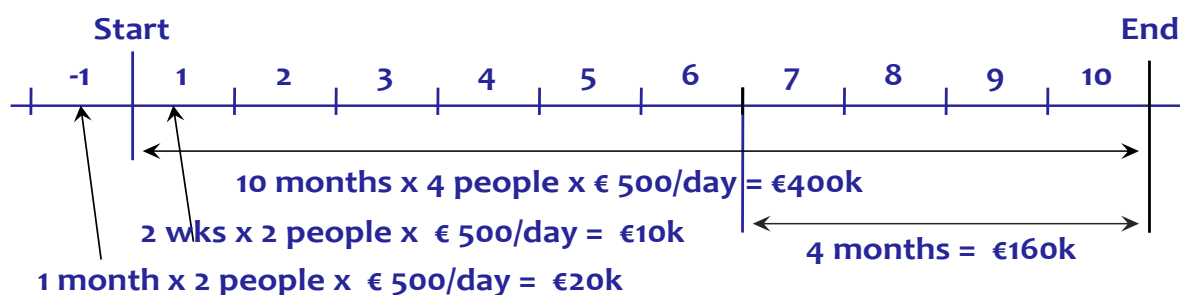 Start End
-1 1 2 3 4 5 6 7 8 9 10
10 months x 4 people x € 500/day = €400k
2 wks x 2 people x € 500/day = €10k
4 months = €160k
1 month x 2 people x € 500/day = €20k